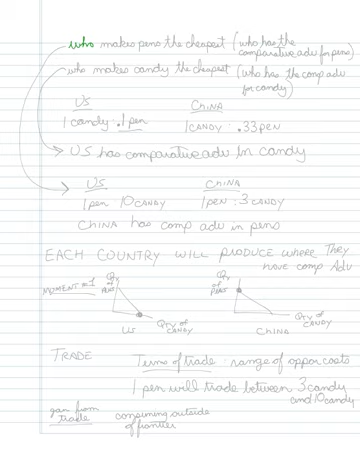 who makes pens the cheapest (who has the comparative adv for pens)
who makes candy the cheapest (who has the comp adv for candy)
US
CHINA
1 candy : .1 pen
1 CANDY : .33 PEN
US has comparative adv in candy
US
CHINA
1 pen 10 CANDY
1 pen : 3 CANDY
CHINA has comp adv in pens
EACH COUNTRY WILL PRODUCE WHERE THEY HAVE COMP ADV
MOMENT #1
Qty of PENS
Qty of PENS
US
Qty of CANDY
CHINA
Qty of CANDY
TRADE
Terms of trade : range of oppor costs
1 pen will trade between 3 candy and 10 candy
gain from trade
consuming outside of frontier